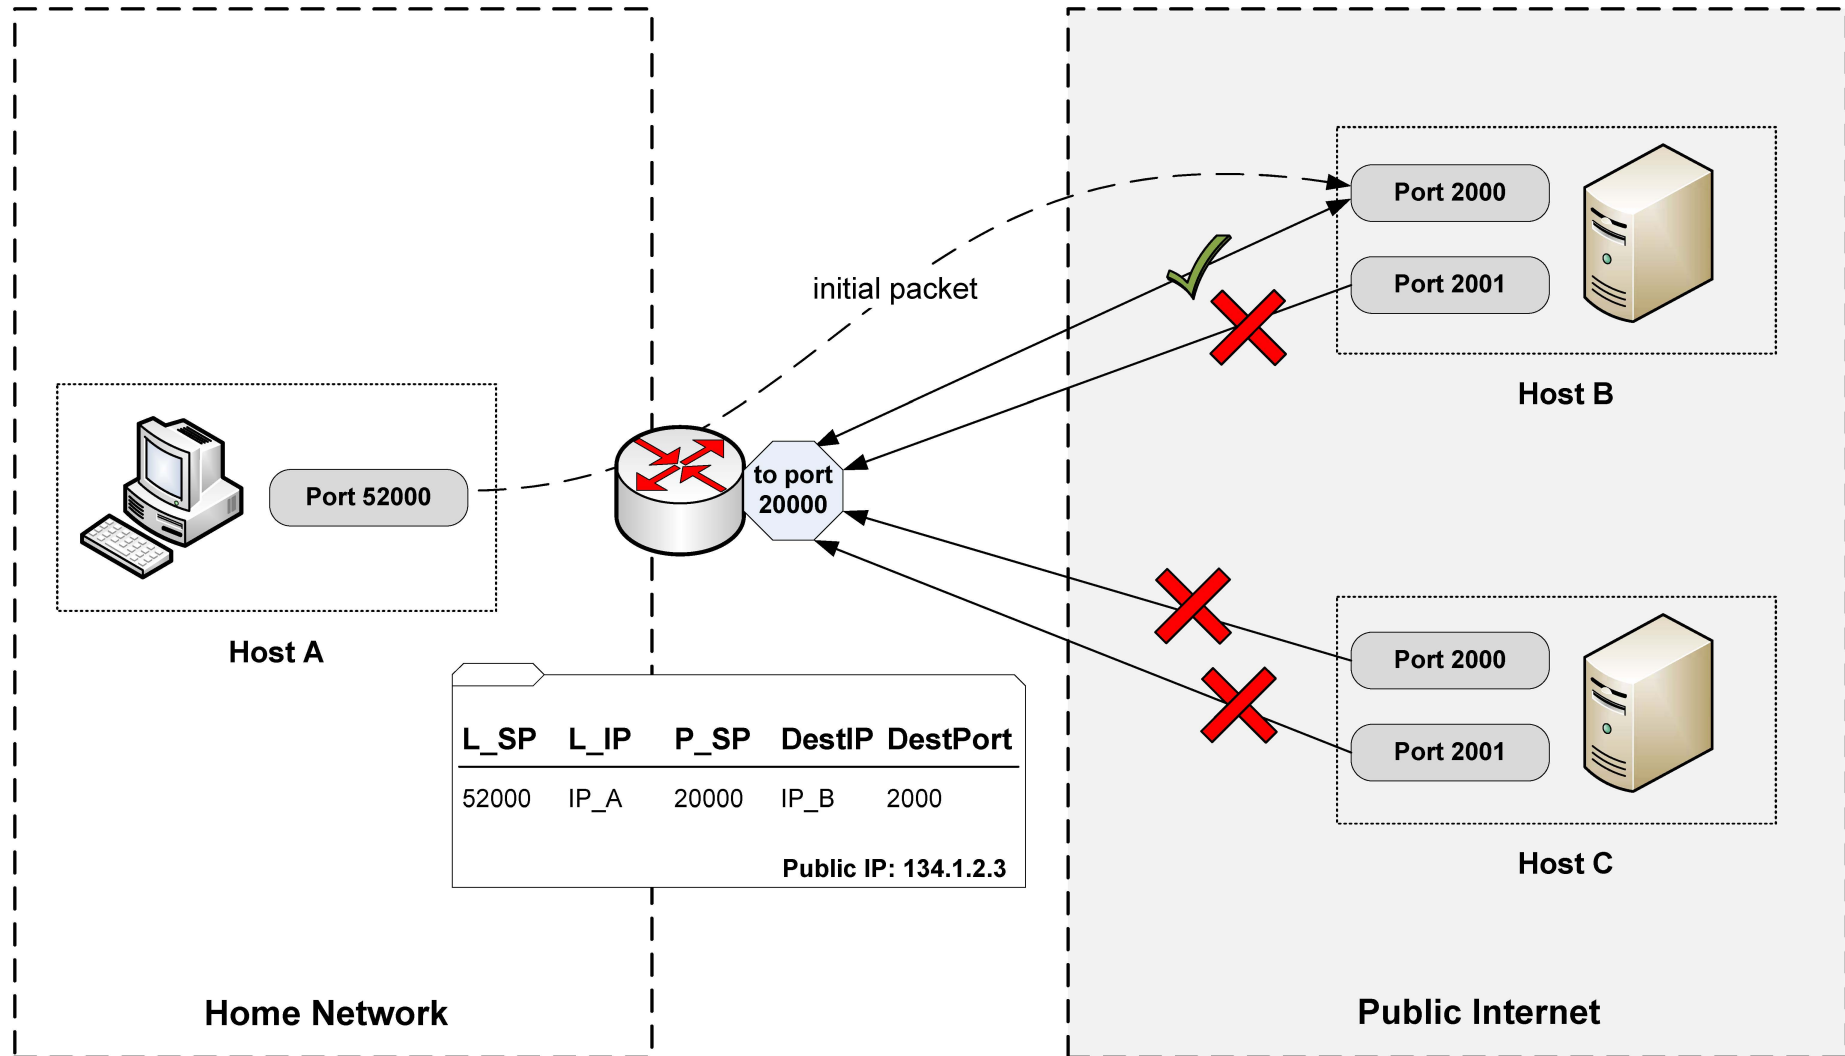 Port 2000
Port 2001
Host B
initial packet
Port 52000
to port
20000
Host A
Port 2000
Port 2001
Host C
L_SP L_IP P_SP DestIP DestPort
52000 IP_A 20000 IP_B 2000
Public IP: 134.1.2.3
Home Network
Public Internet